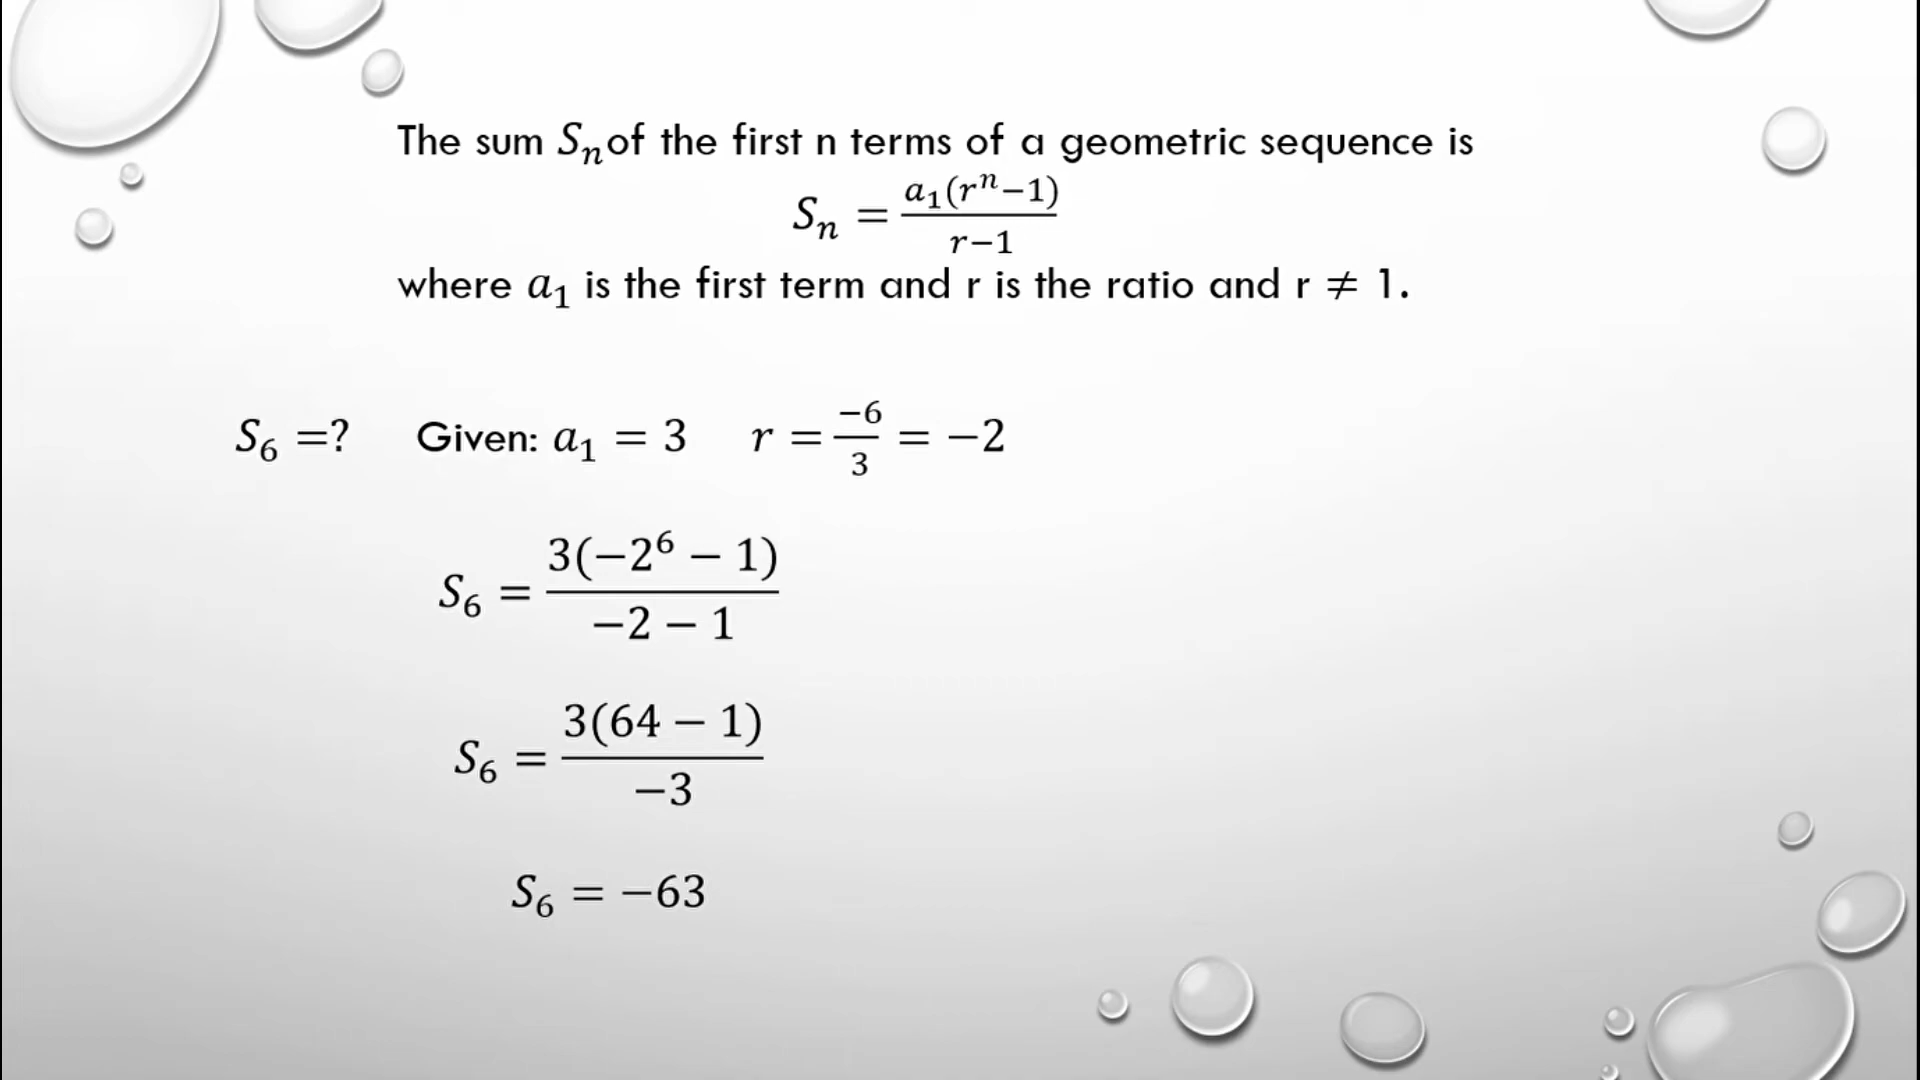 The sum Sₙ of the first n terms of a geometric sequence is
Sₙ = a₁(rⁿ−1) / r−1
where a₁ is the first term and r is the ratio and r ≠ 1.
S₆ =? Given: a₁ = 3 r = −6/3 = −2
S₆ = 3(−2⁶ − 1) / −2 − 1
S₆ = 3(64 − 1) / −3
S₆ = −63